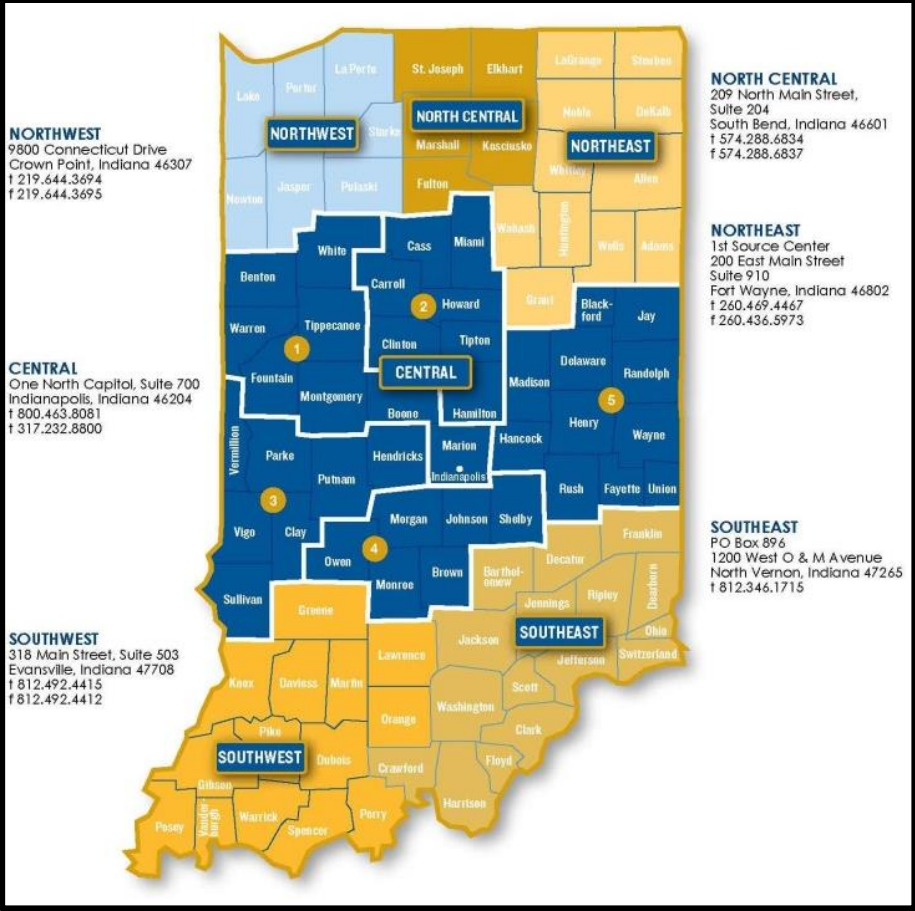 NORTHWEST
9800 Connecticut Drive
Crown Point, Indiana 46307
t 219.644.3694
f 219.644.3695
CENTRAL
One North Capitol, Suite 700
Indianapolis, Indiana 46204
t 800.463.8081
t 317.232.8800
SOUTHWEST
318 Main Street, Suite 503
Evansville, Indiana 47708
t 812.492.4415
f 812.492.4412
La Porte
St. Joseph
Elkhart
LaGrange
Steuben
Lake
Porter
NORTHWEST
Starke
NORTH CENTRAL
Noble
DeKalb
Marshall
Kosciusko
NORTHEAST
Whitley
Allen
Newton
Jasper
Pulaski
Fulton
Wabash
Huntington
Wells
Adams
White
Cass
Miami
Benton
Carroll
2
Howard
Grant
Black-
ford
Jay
Warren
Tippecanoe
1
Clinton
Tipton
Delaware
Randolph
Fountain
CENTRAL
Madison
5
Montgomery
Boone
Hamilton
Henry
Wayne
Vermillion
Parke
Hendricks
Marion
Indianapolis
Hancock
Putnam
3
Rush
Fayette
Union
Vigo
Clay
Morgan
Johnson
Shelby
4
Owen
Monroe
Brown
Sullivan
Franklin
Decatur
Barthol-
omew
Dearborn
Ripley
Jennings
Greene
SOUTHEAST
Ohio
Jackson
Jefferson
Switzerland
Lawrence
Knox
Daviess
Martin
Scott
Washington
Orange
Clark
Pike
SOUTHWEST
Dubois
Crawford
Floyd
Gibson
Harrison
Posey
Vander-
burgh
Warrick
Spencer
Perry
NORTH CENTRAL
209 North Main Street,
Suite 204
South Bend, Indiana 46601
t 574.288.6834
f 574.288.6837
NORTHEAST
1st Source Center
200 East Main Street
Suite 910
Fort Wayne, Indiana 46802
t 260.469.4467
f 260.436.5973
SOUTHEAST
PO Box 896
1200 West O & M Avenue
North Vernon, Indiana 47265
t 812.346.1715